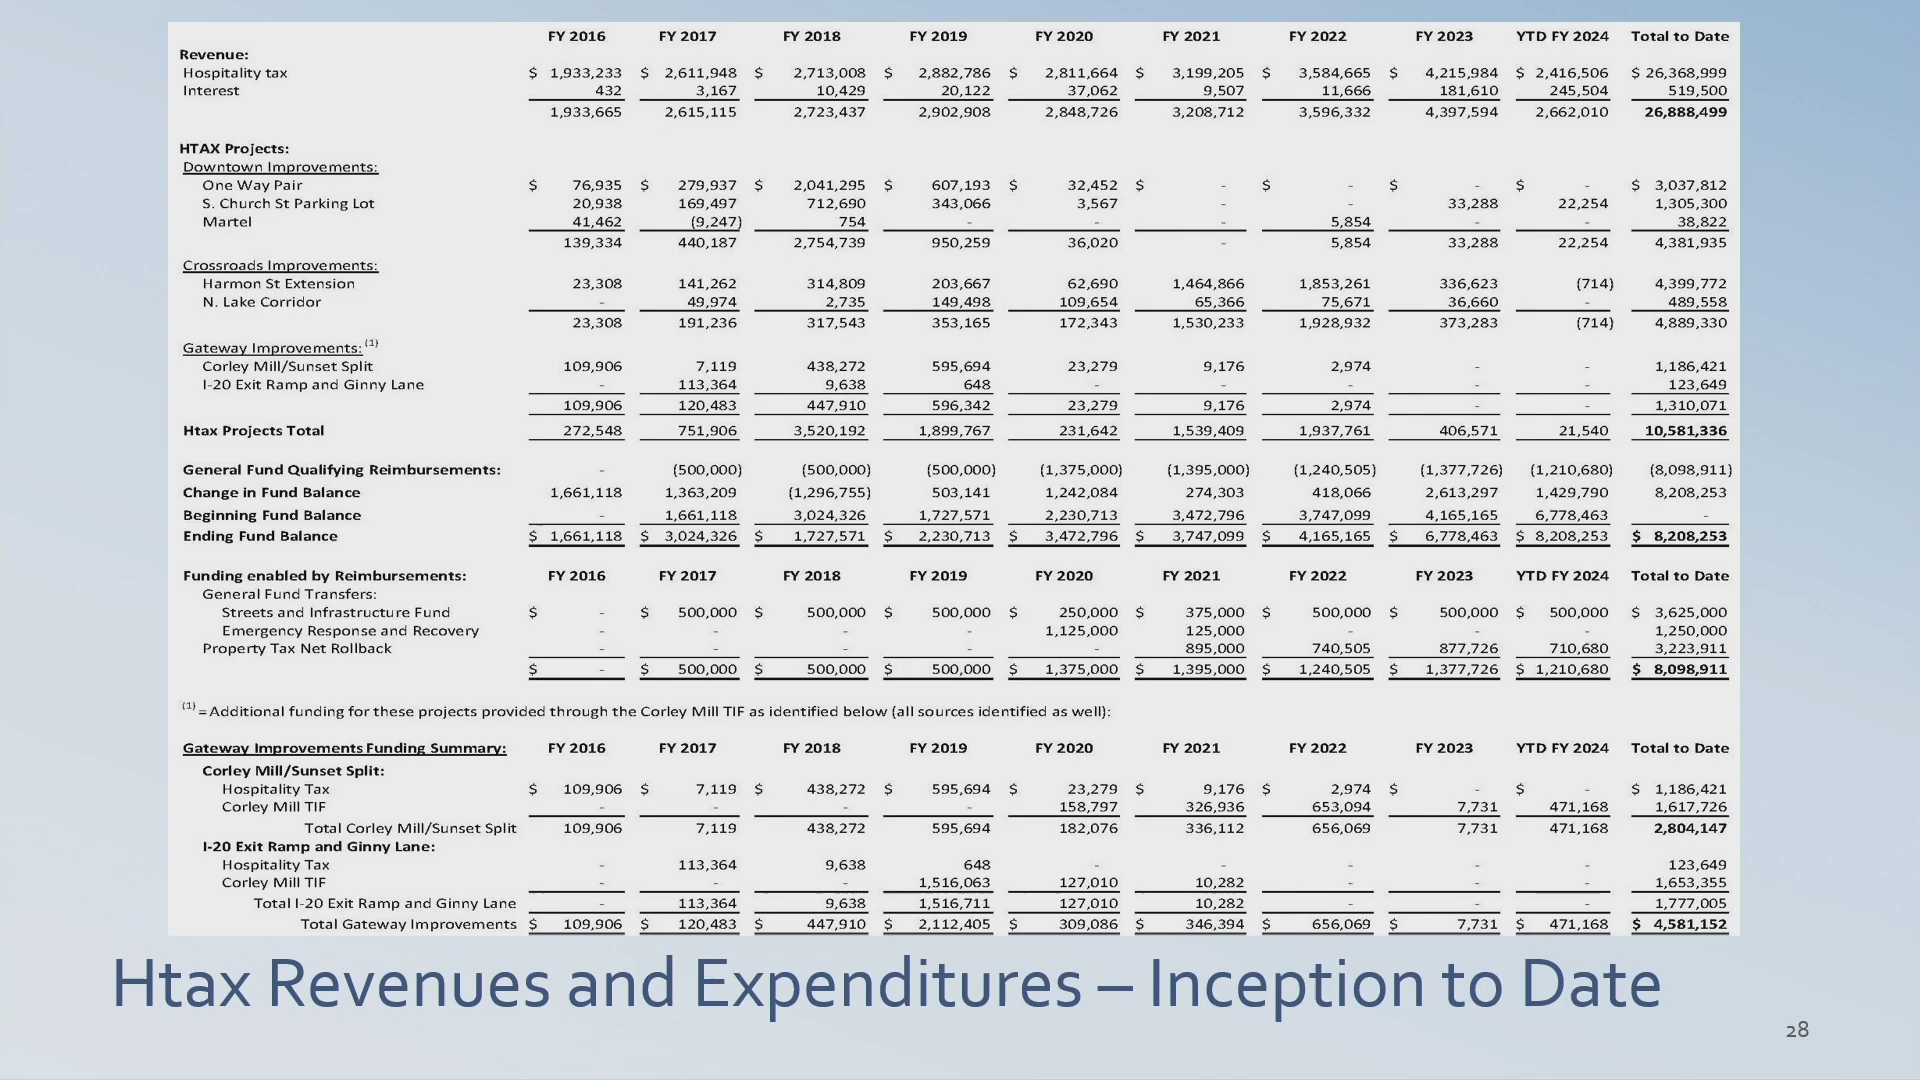 FY 2016 FY 2017 FY 2018 FY 2019 FY 2020 FY 2021 FY 2022 FY 2023 YTD FY 2024 Total to Date
Revenue:
Hospitality tax $ 1,933,233 $ 2,611,948 $ 2,713,008 $ 2,882,786 $ 2,811,664 $ 3,199,205 $ 3,584,665 $ 4,215,984 $ 2,416,506 $ 26,368,999
Interest 432 3,167 10,429 20,122 37,062 9,507 11,666 181,610 245,504 519,500
1,933,665 2,615,115 2,723,437 2,902,908 2,848,726 3,208,712 3,596,332 4,397,594 2,662,010 26,888,499
HTAX Projects:
Downtown Improvements:
One Way Pair $ 76,935 $ 279,937 $ 2,041,295 $ 607,193 $ 32,452 $ - $ - $ - $ - $ 3,037,812
S. Church St Parking Lot 20,938 169,497 712,690 343,066 3,567 - - 33,288 22,254 1,305,300
Martel 41,462 (9,247) 754 - - - 5,854 - - 38,822
139,334 440,187 2,754,739 950,259 36,020 - 5,854 33,288 22,254 4,381,935
Crossroads Improvements:
Harmon St Extension 23,308 141,262 314,809 203,667 62,690 1,464,866 1,853,261 336,623 (714) 4,399,772
N. Lake Corridor - 49,974 2,735 149,498 109,654 65,366 75,671 36,660 - 489,558
23,308 191,236 317,543 353,165 172,343 1,530,233 1,928,932 373,283 (714) 4,889,330
Gateway Improvements: (1)
Corley Mill/Sunset Split 109,906 7,119 438,272 595,694 23,279 9,176 2,974 - - 1,186,421
I-20 Exit Ramp and Ginny Lane - 113,364 9,638 648 - - - - - 123,649
109,906 120,483 447,910 596,342 23,279 9,176 2,974 - - 1,310,071
Htax Projects Total 272,548 751,906 3,520,192 1,899,767 231,642 1,539,409 1,937,761 406,571 21,540 10,581,336
General Fund Qualifying Reimbursements: - (500,000) (500,000) (500,000) (1,375,000) (1,395,000) (1,240,505) (1,377,726) (1,210,680) (8,098,911)
Change in Fund Balance 1,661,118 1,363,209 (1,296,755) 503,141 1,242,084 274,303 418,066 2,613,297 1,429,790 8,208,253
Beginning Fund Balance - 1,661,118 3,024,326 1,727,571 2,230,713 3,472,796 3,747,099 4,165,165 6,778,463 -
Ending Fund Balance $ 1,661,118 $ 3,024,326 $ 1,727,571 $ 2,230,713 $ 3,472,796 $ 3,747,099 $ 4,165,165 $ 6,778,463 $ 8,208,253 $ 8,208,253
Funding enabled by Reimbursements: FY 2016 FY 2017 FY 2018 FY 2019 FY 2020 FY 2021 FY 2022 FY 2023 YTD FY 2024 Total to Date
General Fund Transfers:
Streets and Infrastructure Fund $ - $ 500,000 $ 500,000 $ 500,000 $ 250,000 $ 375,000 $ 500,000 $ 500,000 $ 500,000 $ 3,625,000
Emergency Response and Recovery - - - - 1,125,000 125,000 - - - 1,250,000
Property Tax Net Rollback - - - - - 895,000 740,505 877,726 710,680 3,223,911
$ - $ 500,000 $ 500,000 $ 500,000 $ 1,375,000 $ 1,395,000 $ 1,240,505 $ 1,377,726 $ 1,210,680 $ 8,098,911
(1) = Additional funding for these projects provided through the Corley Mill TIF as identified below (all sources identified as well):
Gateway Improvements Funding Summary: FY 2016 FY 2017 FY 2018 FY 2019 FY 2020 FY 2021 FY 2022 FY 2023 YTD FY 2024 Total to Date
Corley Mill/Sunset Split:
Hospitality Tax $ 109,906 $ 7,119 $ 438,272 $ 595,694 $ 23,279 $ 9,176 $ 2,974 $ - $ - $ 1,186,421
Corley Mill TIF - - - - 158,797 326,936 653,094 7,731 471,168 1,617,726
Total Corley Mill/Sunset Split 109,906 7,119 438,272 595,694 182,076 336,112 656,069 7,731 471,168 2,804,147
I-20 Exit Ramp and Ginny Lane:
Hospitality Tax - 113,364 9,638 648 - - - - - 123,649
Corley Mill TIF - - - 1,516,063 127,010 10,282 - - - 1,653,355
Total I-20 Exit Ramp and Ginny Lane - 113,364 9,638 1,516,711 127,010 10,282 - - - 1,777,005
Total Gateway Improvements $ 109,906 $ 120,483 $ 447,910 $ 2,112,405 $ 309,086 $ 346,394 $ 656,069 $ 7,731 $ 471,168 $ 4,581,152
Htax Revenues and Expenditures – Inception to Date
28